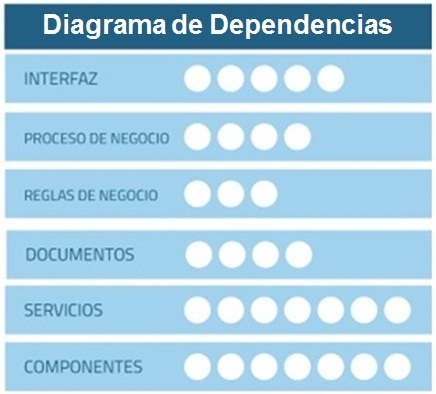 Diagrama de Dependencias
INTERFAZ
PROCESO DE NEGOCIO
REGLAS DE NEGOCIO
DOCUMENTOS
SERVICIOS
COMPONENTES